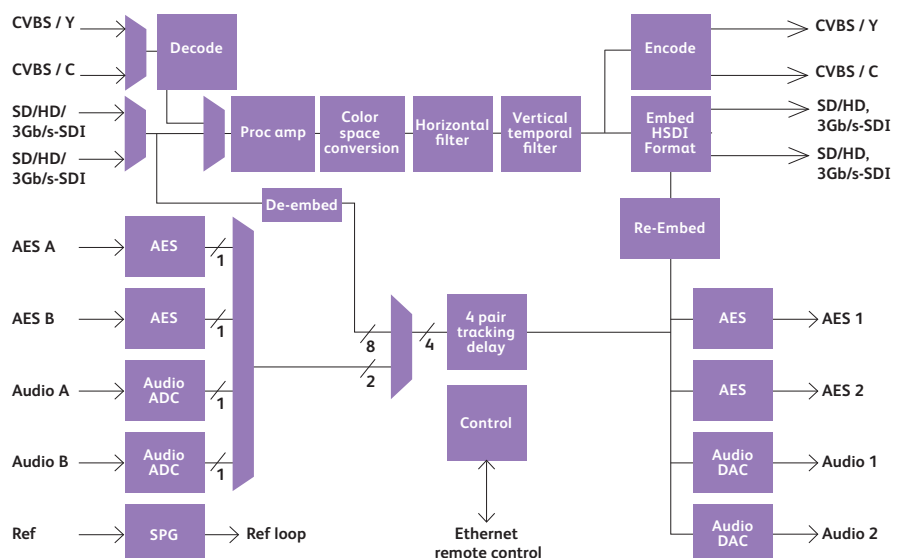 CVBS / Y
Decode
CVBS / C
SD/HD/
3Gb/s-SDI
SD/HD/
3Gb/s-SDI
Proc amp
Color
space
conversion
Horizontal
filter
Vertical
temporal
filter
Encode
Embed
HSDI
Format
CVBS / Y
CVBS / C
SD/HD,
3Gb/s-SDI
SD/HD,
3Gb/s-SDI
De-embed
Re-Embed
AES A
AES
1
AES B
AES
1
Audio A
Audio
ADC
1
Audio B
Audio
ADC
1
8
2
4
4 pair
tracking
delay
Control
Ethernet
remote control
AES
AES 1
AES
AES 2
Audio
DAC
Audio 1
Audio
DAC
Audio 2
Ref
SPG
Ref loop